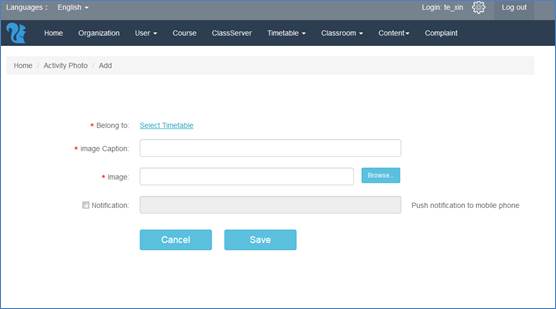 Languages : English Login: te_xin Log out
Home Organization User Course ClassServer Timetable Classroom Content Complaint
Home / Activity Photo / Add
* Belong to: Select Timetable
* image Caption:
* image: Browse...
Notification: Push notification to mobile phone
Cancel Save